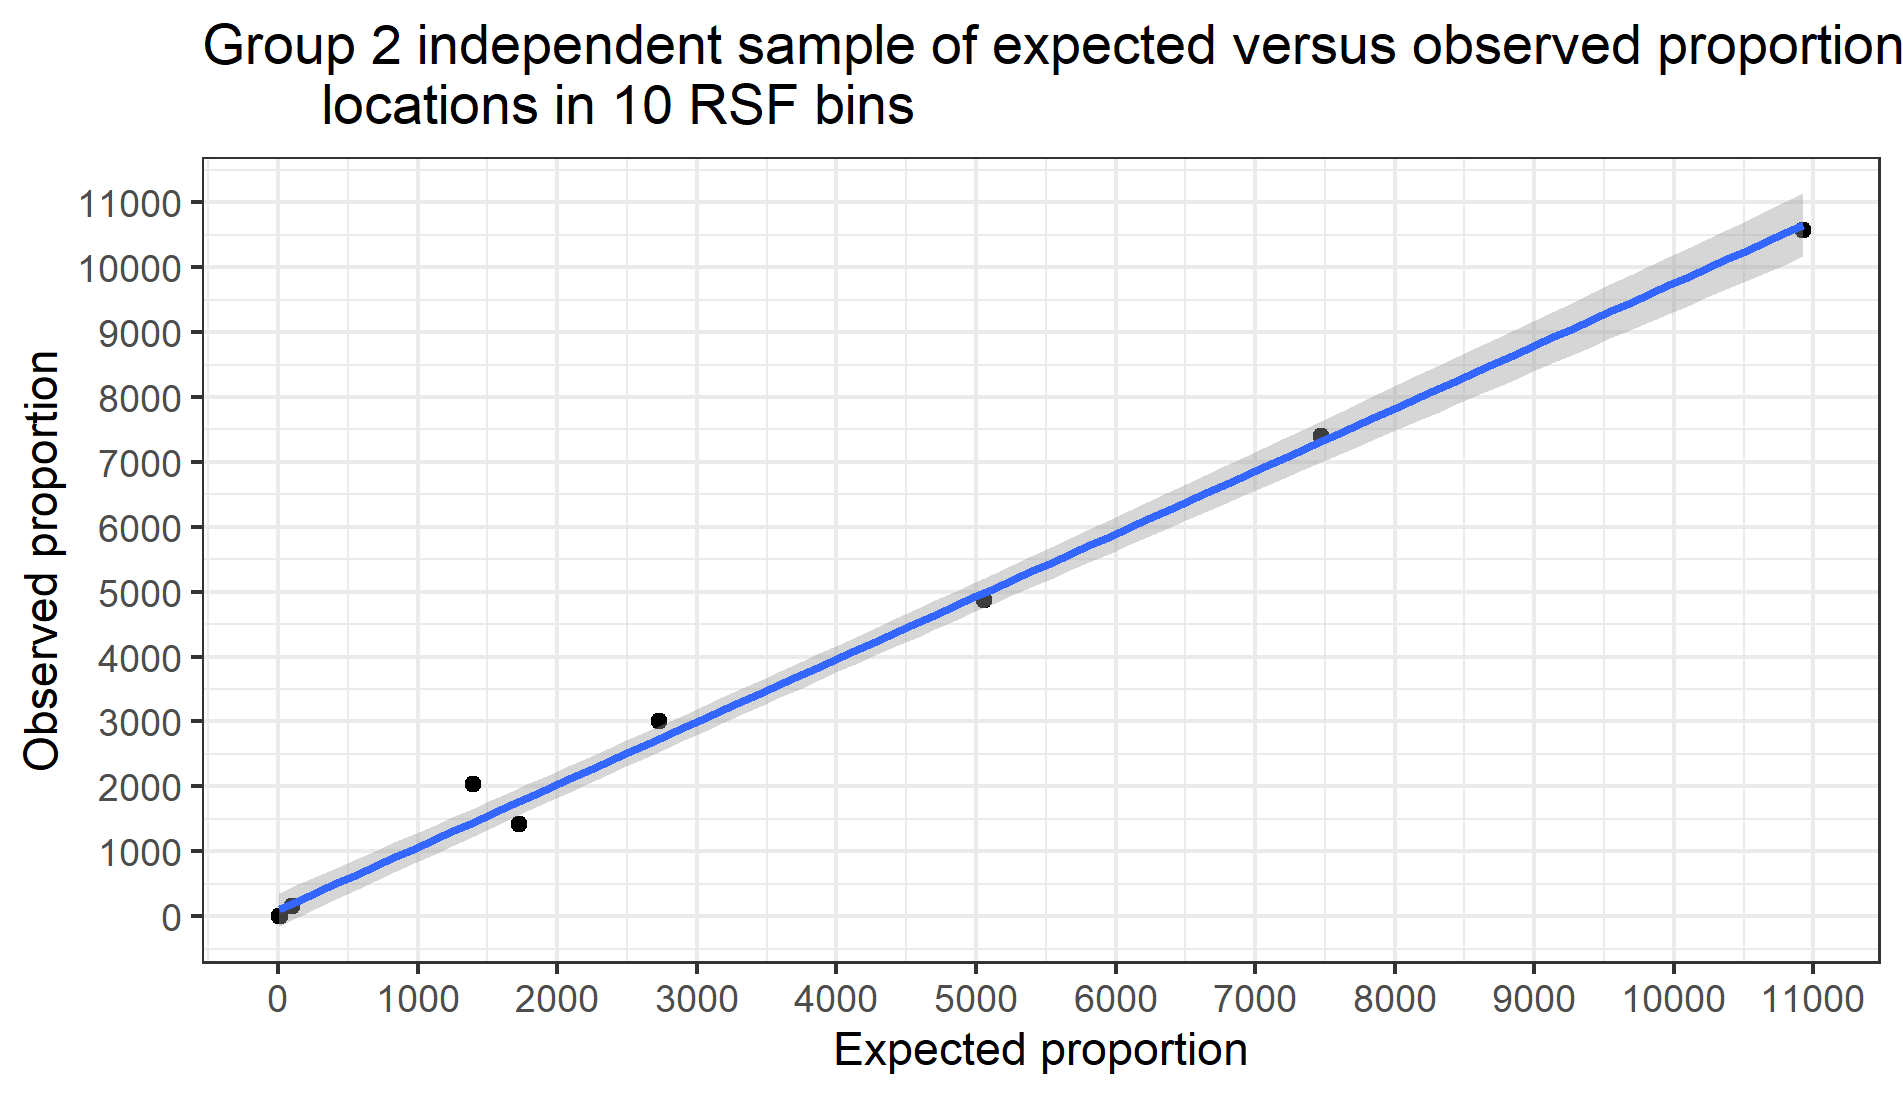 Group 2 independent sample of expected versus observed proportion
locations in 10 RSF bins
11000
10000
9000
8000
7000
6000
5000
4000
3000
2000
1000
0
Observed proportion
0 1000 2000 3000 4000 5000 6000 7000 8000 9000 10000 11000
Expected proportion